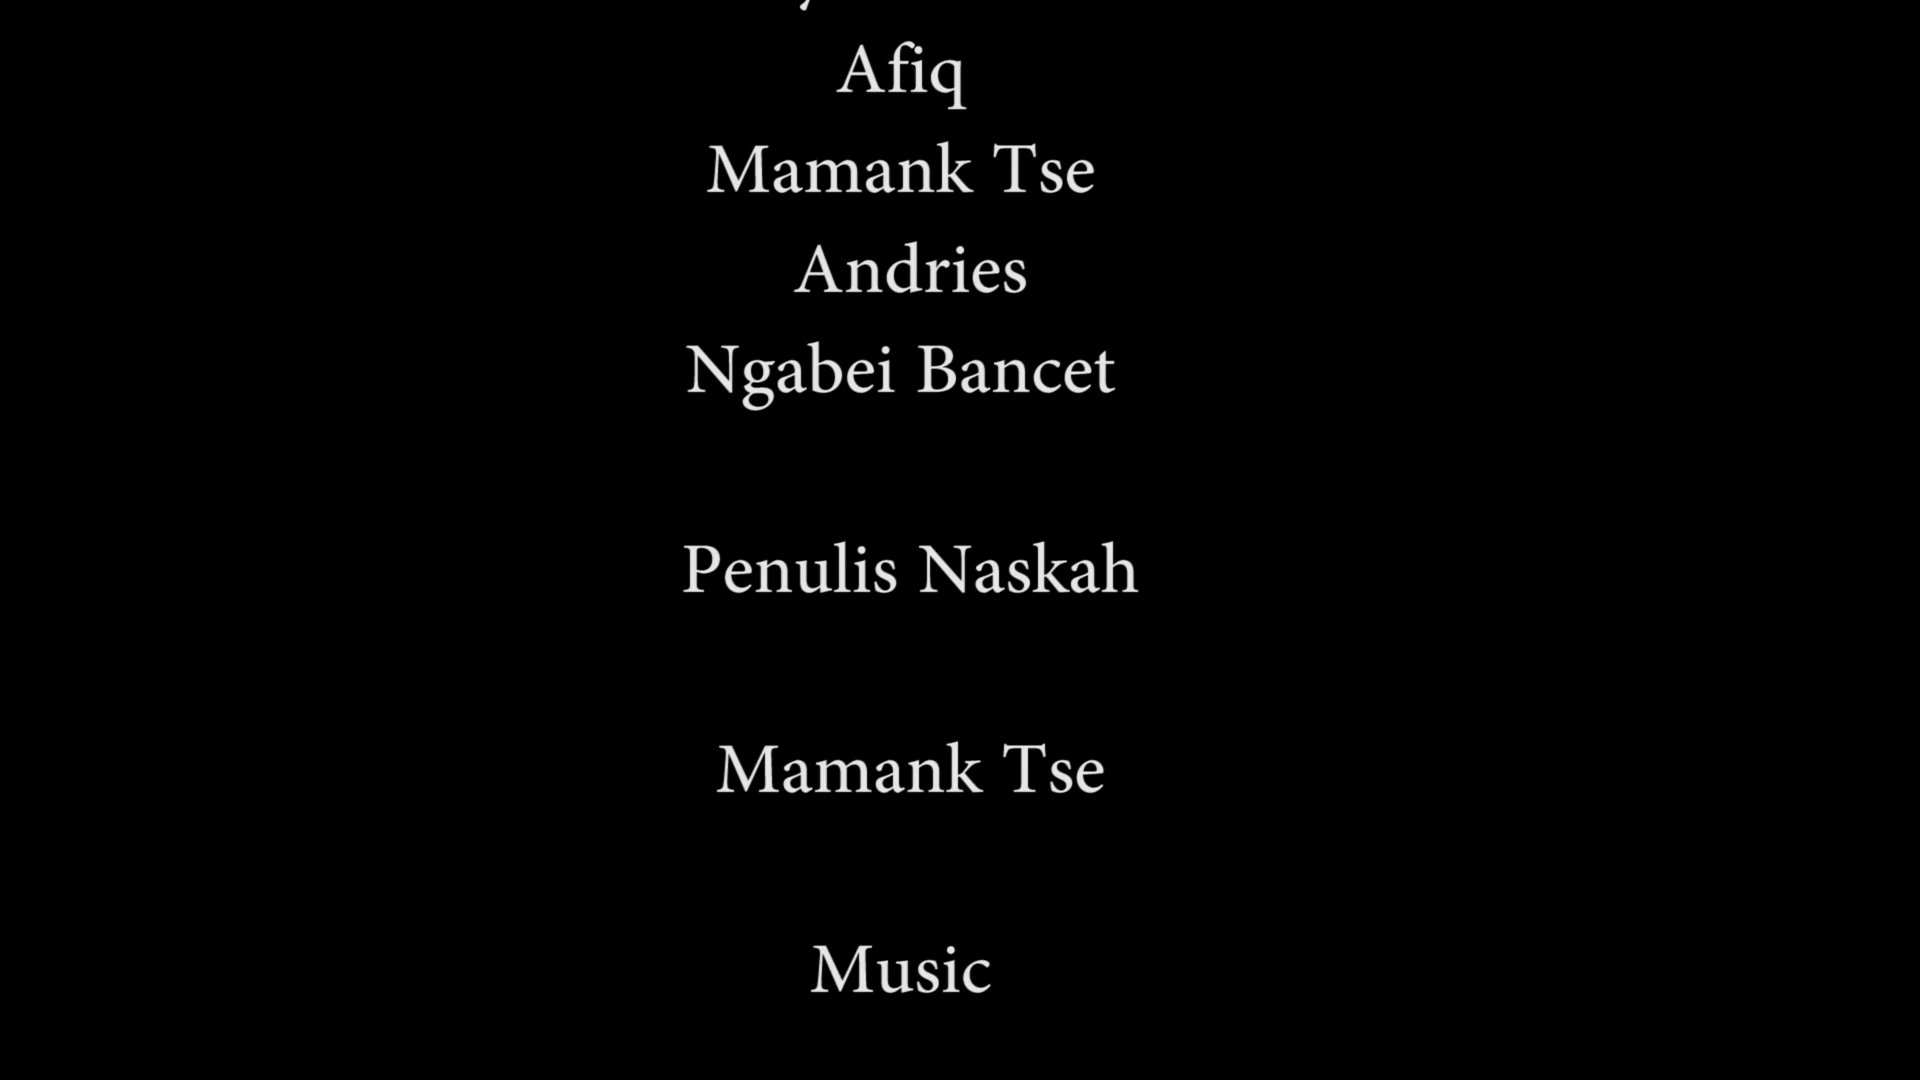 Afiq
Mamank Tse
Andries
Ngabei Bancet
Penulis Naskah
Mamank Tse
Music